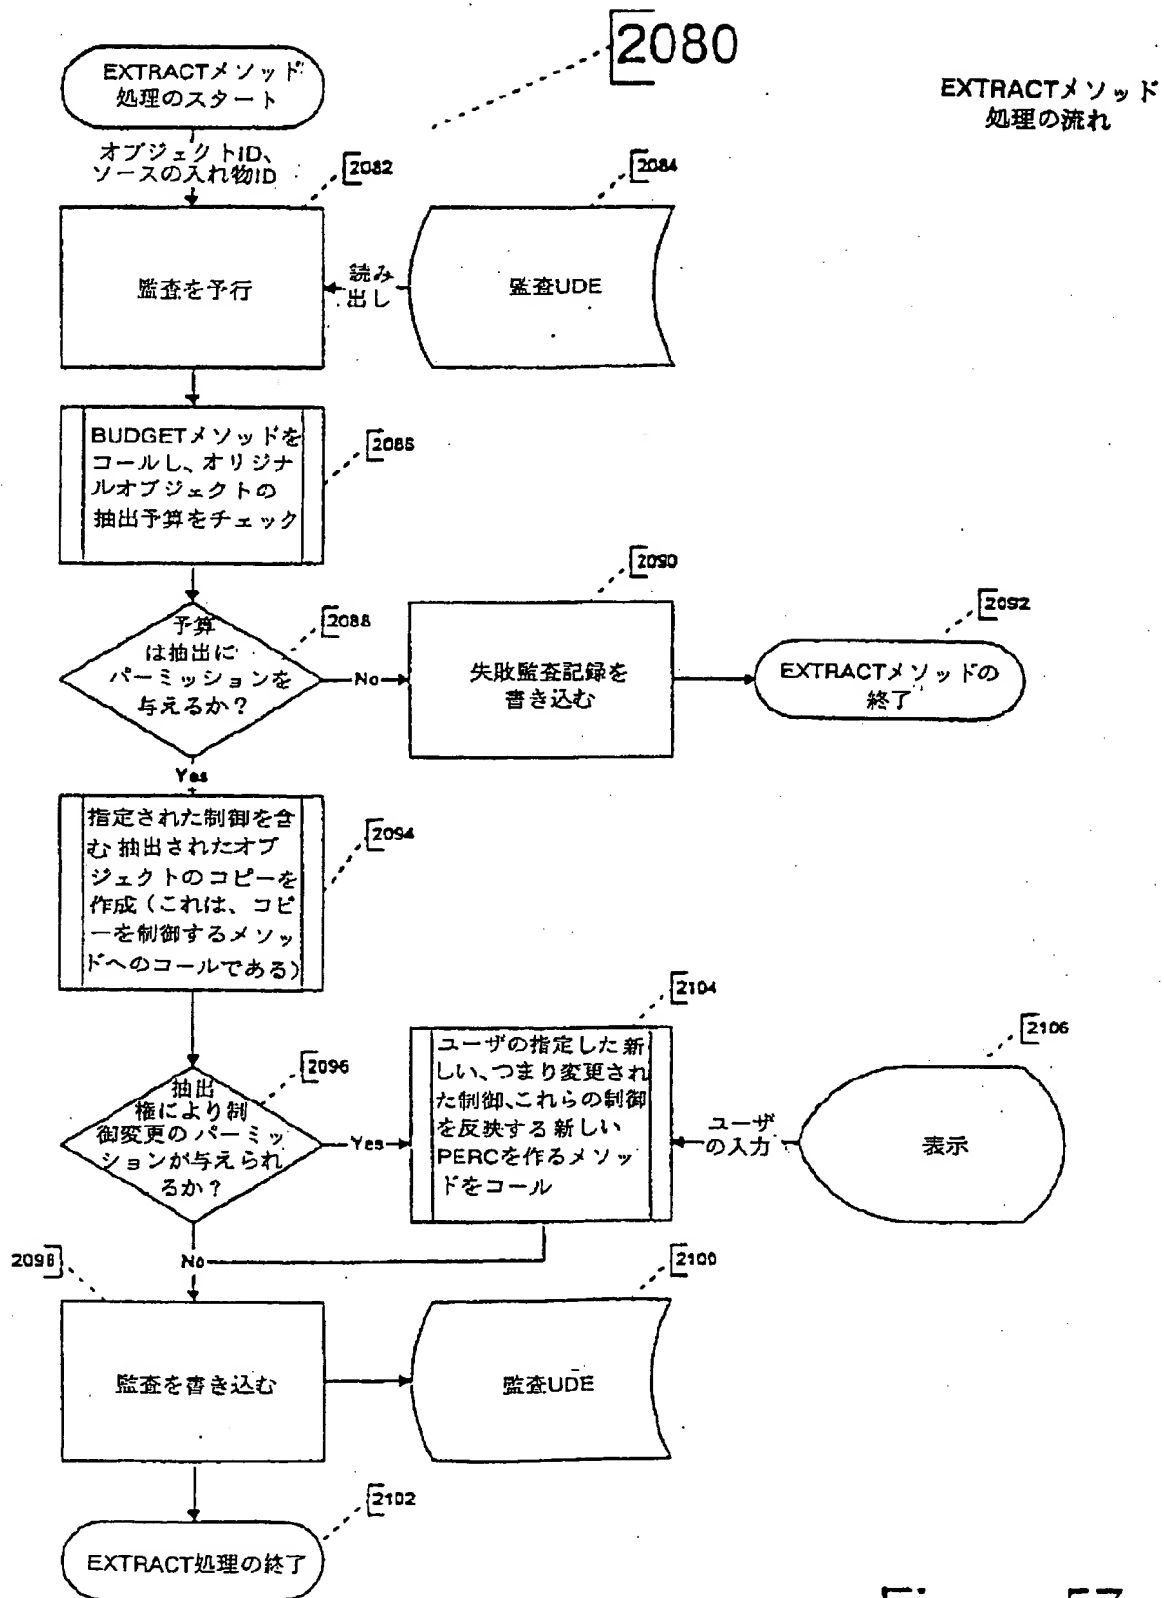 2080
EXTRACTメソッド
処理の流れ
EXTRACTメソッド
処理のスタート
オブジェクトID、
ソースの入れ物ID
2082
2084
監査を予行
読み
出し
監査UDE
BUDGETメソッドを
コールし、オリジナ
ルオブジェクトの
抽出予算をチェック
2086
予算
は抽出に
パーミッションを
与えるか?
2088
No
2090
失敗監査記録を
書き込む
2092
EXTRACTメソッドの
終了
Yes
指定された制御を含
む抽出されたオブ
ジェクトのコピーを
作成(これは、コピ
ーを制御するメソッ
ドへのコールである)
2094
抽出
権により制
御変更のパーミッ
ションが与えられ
るか?
2096
Yes
2104
ユーザの指定した新
しい、つまり変更され
た制御、これらの制御
を反映する新しい
PERCを作るメソッ
ドをコール
ユーザ
の入力
2106
表示
No
2098
監査を書き込む
2100
監査UDE
2102
EXTRACT処理の終了